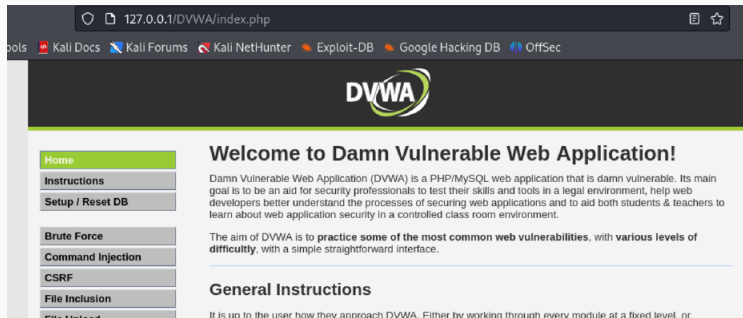 127.0.0.1/DVWA/index.php
ools Kali Docs Kali Forums Kali NetHunter Exploit-DB Google Hacking DB OffSec
DVWA
Home
Instructions
Setup / Reset DB
Brute Force
Command Injection
CSRF
File Inclusion
File Upload
Welcome to Damn Vulnerable Web Application!
Damn Vulnerable Web Application (DVWA) is a PHP/MySQL web application that is damn vulnerable. Its main
goal is to be an aid for security professionals to test their skills and tools in a legal environment, help web
developers better understand the processes of securing web applications and to aid both students & teachers to
learn about web application security in a controlled class room environment.
The aim of DVWA is to practice some of the most common web vulnerabilities, with various levels of
difficultly, with a simple straightforward interface.
General Instructions
It is up to the user how they approach DVWA. Either by working through every module at a fixed level, or